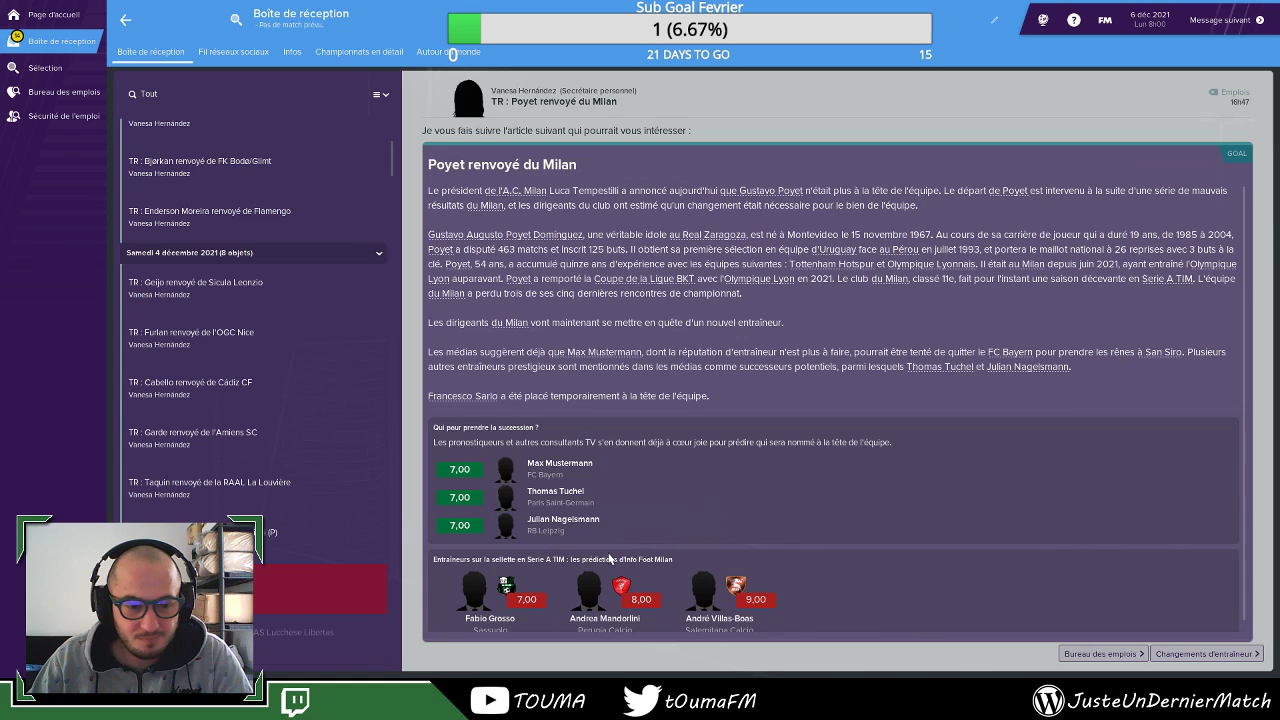 Page d'accueil
Boîte de réception
Sélection
Bureau des emplois
Sécurité de l'emploi
Boîte de réception
- Pas de match prévu.
Sub Goal Fevrier
1 (6.67%)
0
21 DAYS TO GO
15
FM
6 déc 2021
Lun 8h00
Message suivant
Boîte de réception
Fil réseaux sociaux
Infos
Championnats en détail
Autour du monde
Tout
Vanesa Hernández
TR : Bjørkan renvoyé de FK Bodø/Glimt
Vanesa Hernández
TR : Enderson Moreira renvoyé de Flamengo
Vanesa Hernández
Samedi 4 décembre 2021 (8 objets)
TR : Geijo renvoyé de Sicula Leonzio
Vanesa Hernández
TR : Furlan renvoyé de l'OGC Nice
Vanesa Hernández
TR : Cabello renvoyé de Cádiz CF
Vanesa Hernández
TR : Garde renvoyé de l'Amiens SC
Vanesa Hernández
TR : Taquin renvoyé de la RAAL La Louvière
Vanesa Hernández
(P)
AS Lucchese Libertas
Vanesa Hernández (Secrétaire personnel)
TR : Poyet renvoyé du Milan
Emplois
16h47
Je vous fais suivre l'article suivant qui pourrait vous intéresser :
GOAL
Poyet renvoyé du Milan
Le président de l'A.C. Milan Luca Tempestilli a annoncé aujourd'hui que Gustavo Poyet n'était plus à la tête de l'équipe. Le départ de Poyet est intervenu à la suite d'une série de mauvais
résultats du Milan, et les dirigeants du club ont estimé qu'un changement était nécessaire pour le bien de l'équipe.
Gustavo Augusto Poyet Domínguez, une véritable idole au Real Zaragoza, est né à Montevideo le 15 novembre 1967. Au cours de sa carrière de joueur qui a duré 19 ans, de 1985 à 2004,
Poyet a disputé 463 matchs et inscrit 125 buts. Il obtient sa première sélection en équipe d'Uruguay face au Pérou en juillet 1993, et portera le maillot national à 26 reprises avec 3 buts à la
clé. Poyet, 54 ans, a accumulé quinze ans d'expérience avec les équipes suivantes : Tottenham Hotspur et Olympique Lyonnais. Il était au Milan depuis juin 2021, ayant entraîné l'Olympique
Lyon auparavant. Poyet a remporté la Coupe de la Ligue BKT avec l'Olympique Lyon en 2021. Le club du Milan, classé 11e, fait pour l'instant une saison décevante en Serie A TIM. L'équipe
du Milan a perdu trois de ses cinq dernières rencontres de championnat.
Les dirigeants du Milan vont maintenant se mettre en quête d'un nouvel entraîneur.
Les médias suggèrent déjà que Max Mustermann, dont la réputation d'entraîneur n'est plus à faire, pourrait être tenté de quitter le FC Bayern pour prendre les rênes à San Siro. Plusieurs
autres entraîneurs prestigieux sont mentionnés dans les médias comme successeurs potentiels, parmi lesquels Thomas Tuchel et Julian Nagelsmann.
Francesco Sarlo a été placé temporairement à la tête de l'équipe.
Qui pour prendre la succession ?
Les pronostiqueurs et autres consultants TV s'en donnent déjà à cœur joie pour prédire qui sera nommé à la tête de l'équipe.
7,00
Max Mustermann
FC Bayern
7,00
Thomas Tuchel
Paris Saint-Germain
7,00
Julian Nagelsmann
RB Leipzig
Entraîneurs sur la sellette en Serie A TIM : les prédictions d'Info Foot Milan
7,00
8,00
9,00
Fabio Grosso
Andrea Mandorlini
André Villas-Boas
Sassuolo
Perugia Calcio
Salernitana Calcio
Bureau des emplois
Changements d'entraîneur
TOUMA
tOumaFM
JusteUnDernierMatch